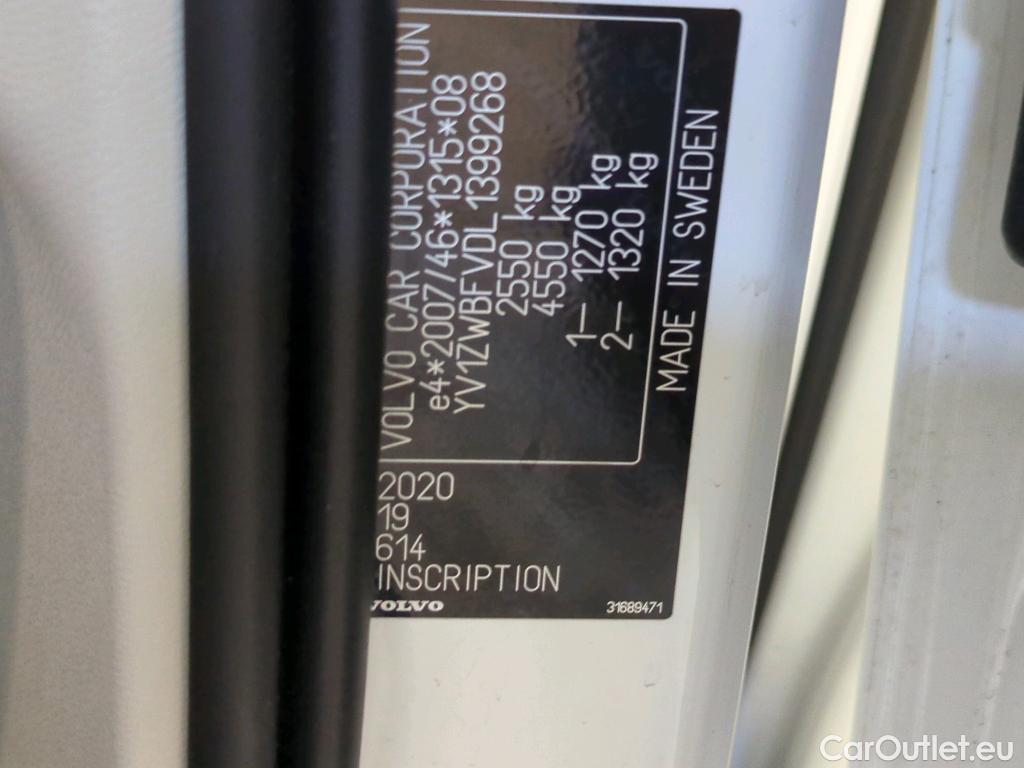 VOLVO CAR CORPORATION
e4*2007/46*1315*08
YV1ZWBFVDL1399268
2550 kg
4550 kg
1— 1270 kg
2— 1320 kg
MADE IN SWEDEN
2020
19
614
INSCRIPTION
VOLVO
31689471
CarOutlet.eu